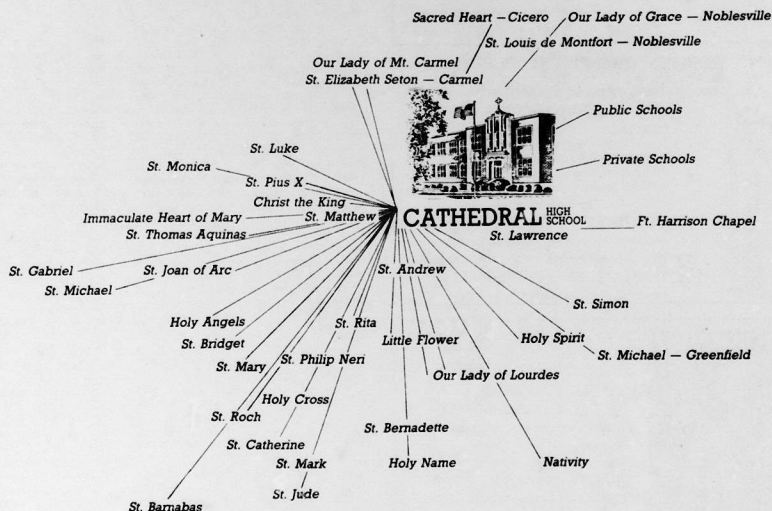 Sacred Heart – Cicero
Our Lady of Grace – Noblesville
St. Louis de Montfort – Noblesville
Our Lady of Mt. Carmel
St. Elizabeth Seton – Carmel
Public Schools
St. Luke
St. Monica
Private Schools
St. Pius X
Christ the King
Immaculate Heart of Mary
St. Matthew
CATHEDRAL HIGH SCHOOL
Ft. Harrison Chapel
St. Thomas Aquinas
St. Lawrence
St. Gabriel
St. Joan of Arc
St. Andrew
St. Michael
St. Simon
Holy Angels
St. Rita
St. Bridget
Little Flower
Holy Spirit
St. Mary
St. Philip Neri
St. Michael – Greenfield
Our Lady of Lourdes
Holy Cross
St. Roch
St. Bernadette
St. Catherine
St. Mark
Holy Name
Nativity
St. Jude
St. Barnabas